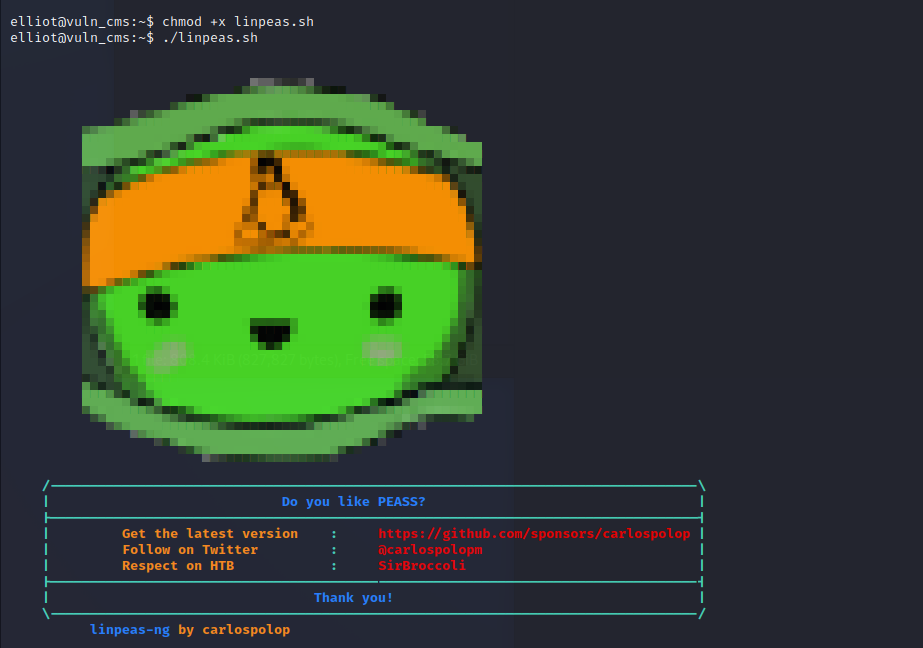 elliot@vuln_cms:~$ chmod +x linpeas.sh
elliot@vuln_cms:~$ ./linpeas.sh
Do you like PEASS?
Get the latest version : https://github.com/sponsors/carlospolop
Follow on Twitter : @carlospolopm
Respect on HTB : SirBroccoli
Thank you!
linpeas-ng by carlospolop